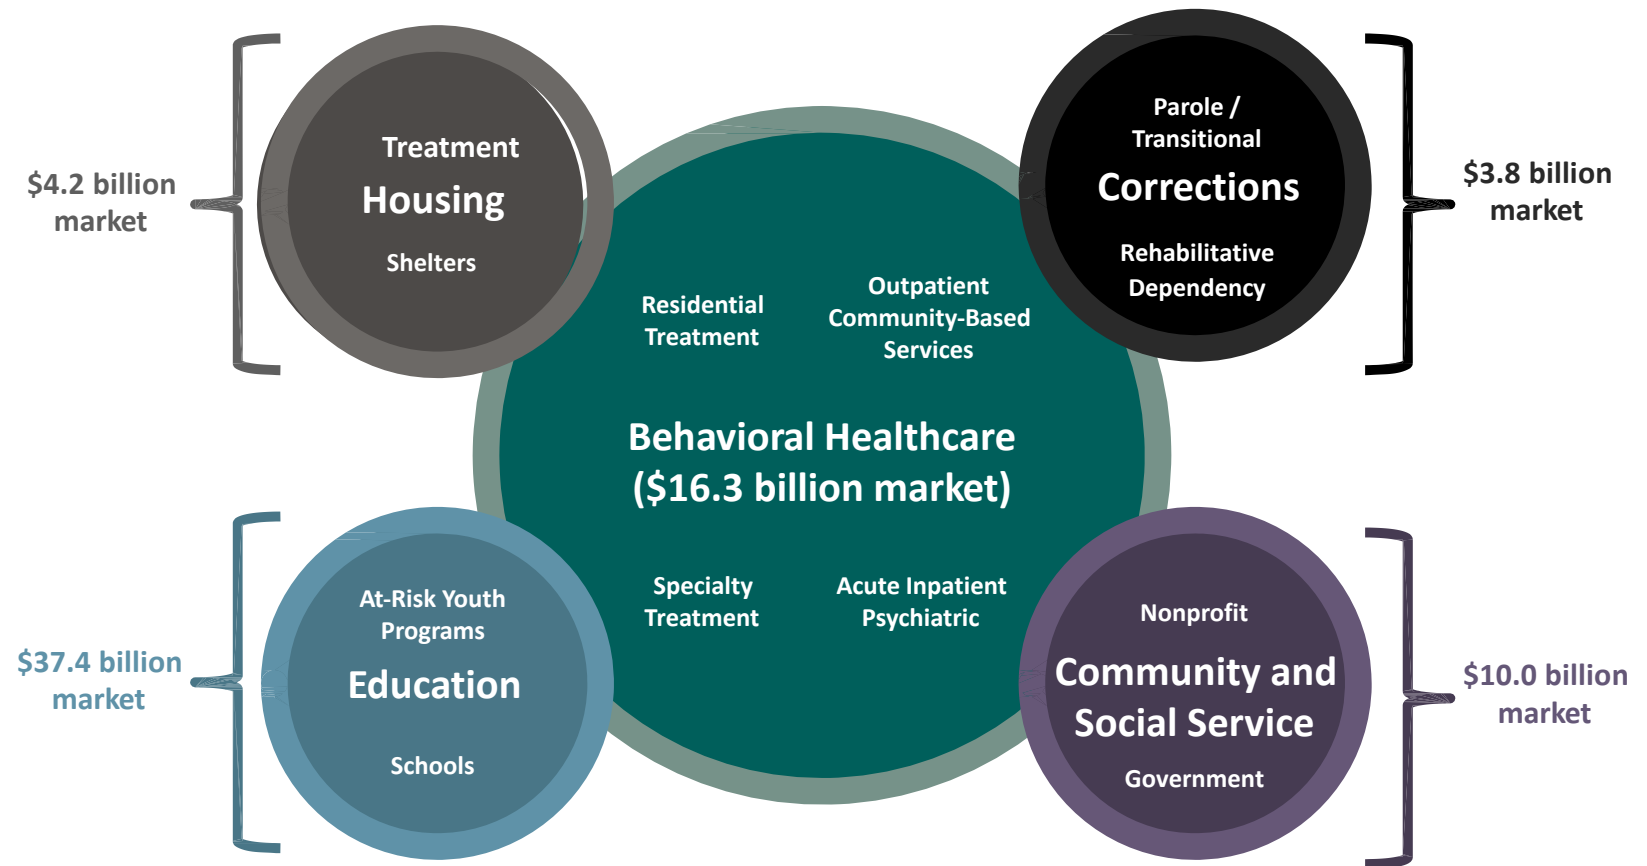 $4.2 billion
market
Treatment
Housing
Shelters
Parole /
Transitional
Corrections
Rehabilitative
Dependency
$3.8 billion
market
Residential
Treatment
Outpatient
Community-Based
Services
Behavioral Healthcare
($16.3 billion market)
Specialty
Treatment
Acute Inpatient
Psychiatric
$37.4 billion
market
At-Risk Youth
Programs
Education
Schools
Nonprofit
Community and
Social Service
Government
$10.0 billion
market